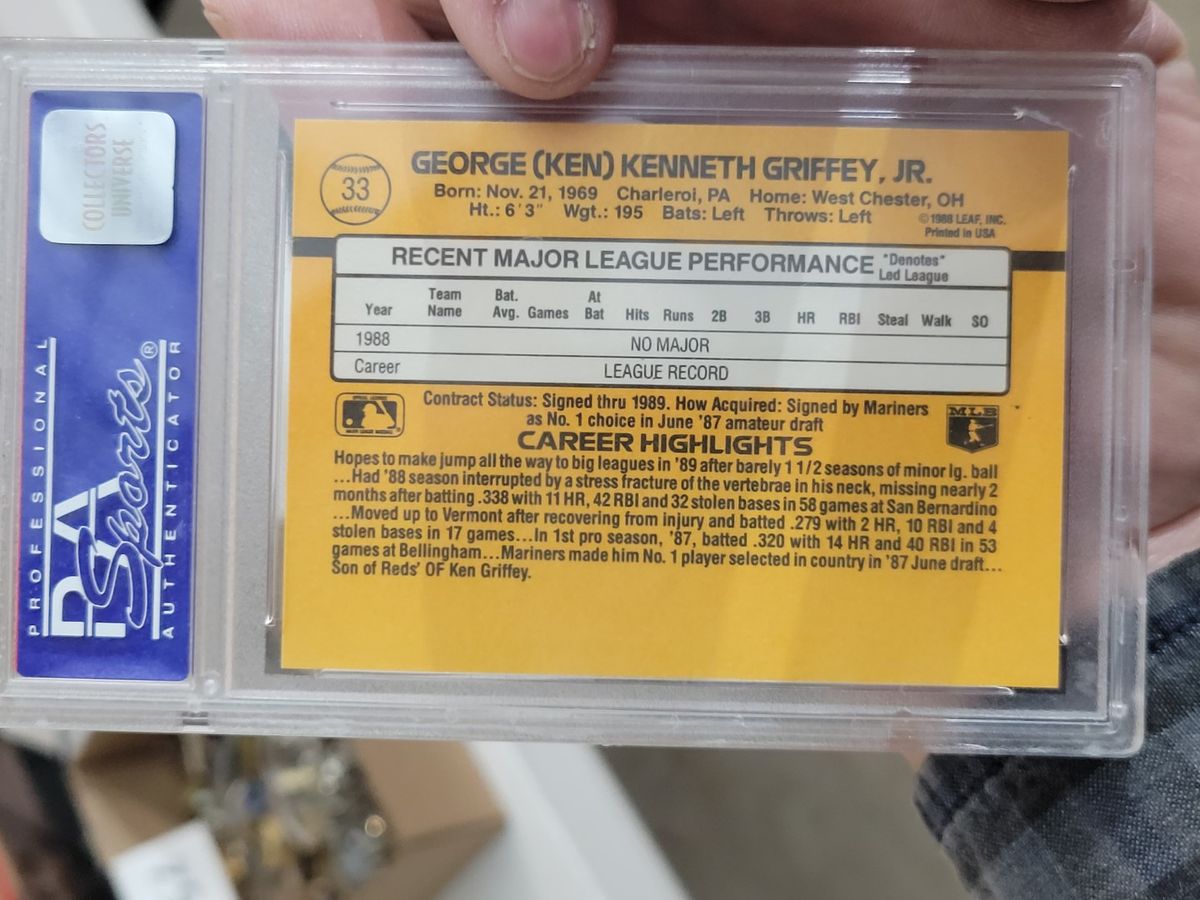 COLLECTORS
UNIVERSE
PROFESSIONAL
PSA
Sports®
AUTHENTICATOR
33
GEORGE (KEN) KENNETH GRIFFEY, JR.
Born: Nov. 21, 1969 Charleroi, PA Home: West Chester, OH
Ht.: 6'3" Wgt.: 195 Bats: Left Throws: Left
©1988 LEAF, INC.
Printed in USA
RECENT MAJOR LEAGUE PERFORMANCE
"Denotes"
Led League
Year Team Name Bat. Avg. Games At Bat Hits Runs 2B 3B HR RBI Steal Walk SO
1988 NO MAJOR
Career LEAGUE RECORD
Contract Status: Signed thru 1989. How Acquired: Signed by Mariners
as No. 1 choice in June '87 amateur draft
MLB
CAREER HIGHLIGHTS
Hopes to make jump all the way to big leagues in '89 after barely 1 1/2 seasons of minor lg. ball
...Had '88 season interrupted by a stress fracture of the vertebrae in his neck, missing nearly 2
months after batting .338 with 11 HR, 42 RBI and 32 stolen bases in 58 games at San Bernardino
...Moved up to Vermont after recovering from injury and batted .279 with 2 HR, 10 RBI and 4
stolen bases in 17 games...In 1st pro season, '87, batted .320 with 14 HR and 40 RBI in 53
games at Bellingham...Mariners made him No. 1 player selected in country in '87 June draft...
Son of Reds' OF Ken Griffey.